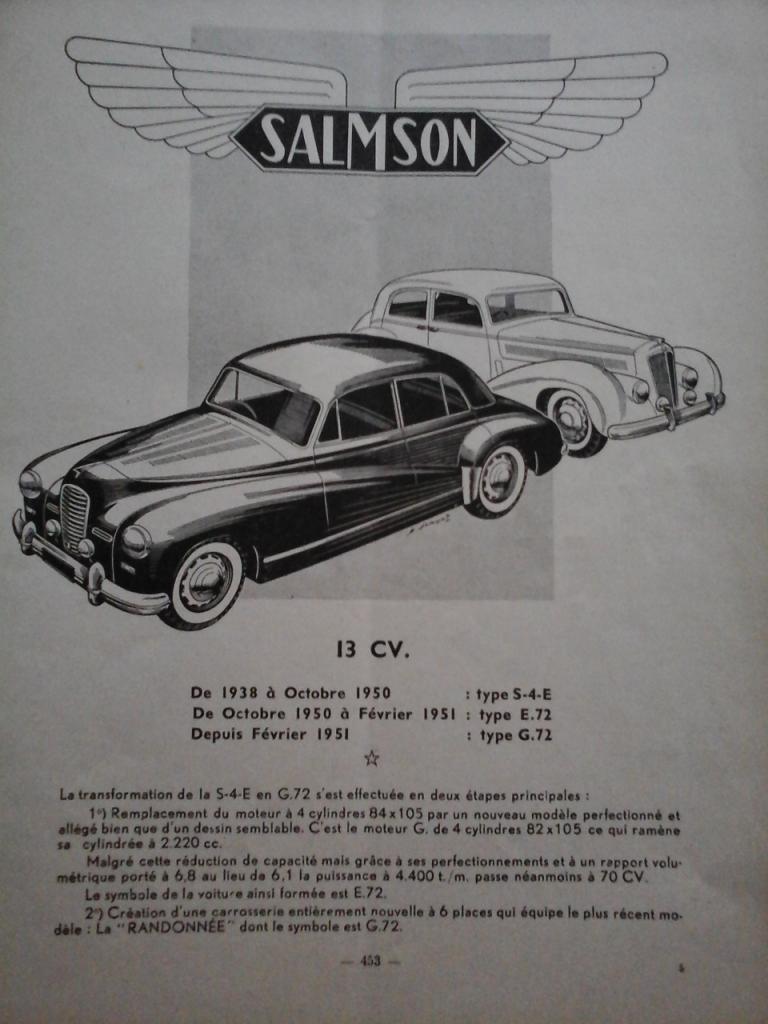 SALMSON
13 CV.
De 1938 à Octobre 1950 : type S-4-E
De Octobre 1950 à Février 1951 : type E.72
Depuis Février 1951 : type G.72
La transformation de la S-4-E en G.72 s'est effectuée en deux étapes principales :
1°) Remplacement du moteur à 4 cylindres 84x105 par un nouveau modèle perfectionné et
allégé bien que d'un dessin semblable. C'est le moteur G. de 4 cylindres 82x105 ce qui ramène
sa cylindrée à 2.220 cc.
Malgré cette réduction de capacité mais grâce à ses perfectionnements et à un rapport volu-
métrique porté à 6,8 au lieu de 6,1 la puissance à 4.400 t./m. passe néanmoins à 70 CV.
Le symbole de la voiture ainsi formée est E.72.
2°) Création d'une carrosserie entièrement nouvelle à 6 places qui équipe le plus récent mo-
dèle : La "RANDONNÉE" dont le symbole est G.72.
— 453 —